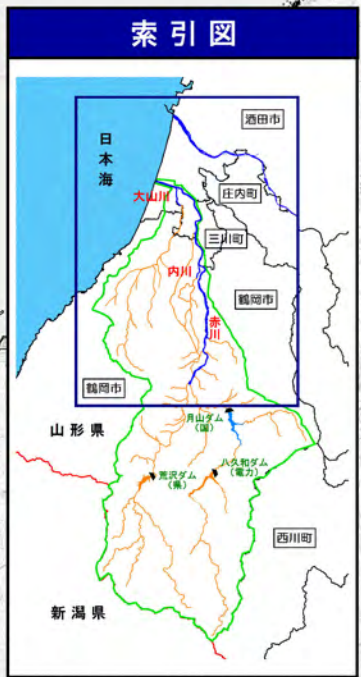 索引図
日本海
酒田市
庄内町
大山川
三川町
内川
赤川
鶴岡市
鶴岡市
月山ダム
(国)
山形県
荒沢ダム
(県)
八久和ダム
(電力)
西川町
新潟県